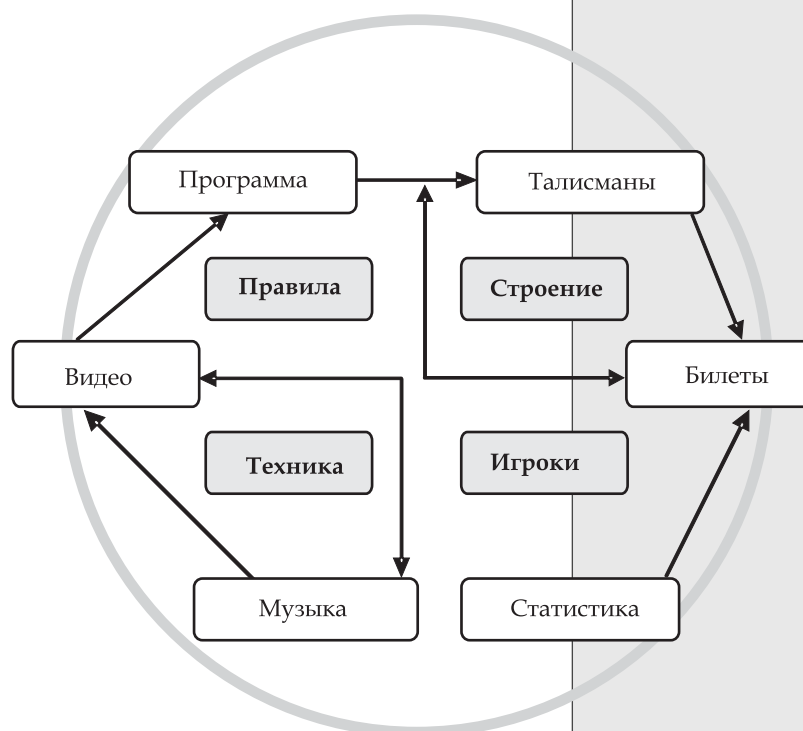 Программа
Талисманы
Правила
Строение
Видео
Билеты
Техника
Игроки
Музыка
Статистика